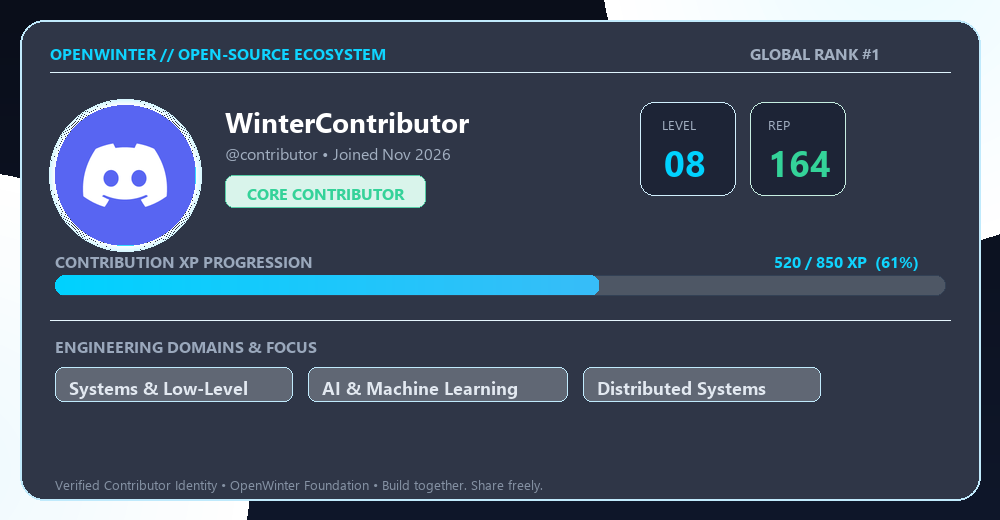 OPENWINTER // OPEN-SOURCE ECOSYSTEM
GLOBAL RANK #1
WinterContributor
@contributor • Joined Nov 2026
CORE CONTRIBUTOR
LEVEL
08
REP
164
CONTRIBUTION XP PROGRESSION
520 / 850 XP (61%)
ENGINEERING DOMAINS & FOCUS
Systems & Low-Level
AI & Machine Learning
Distributed Systems
Verified Contributor Identity • OpenWinter Foundation • Build together. Share freely.